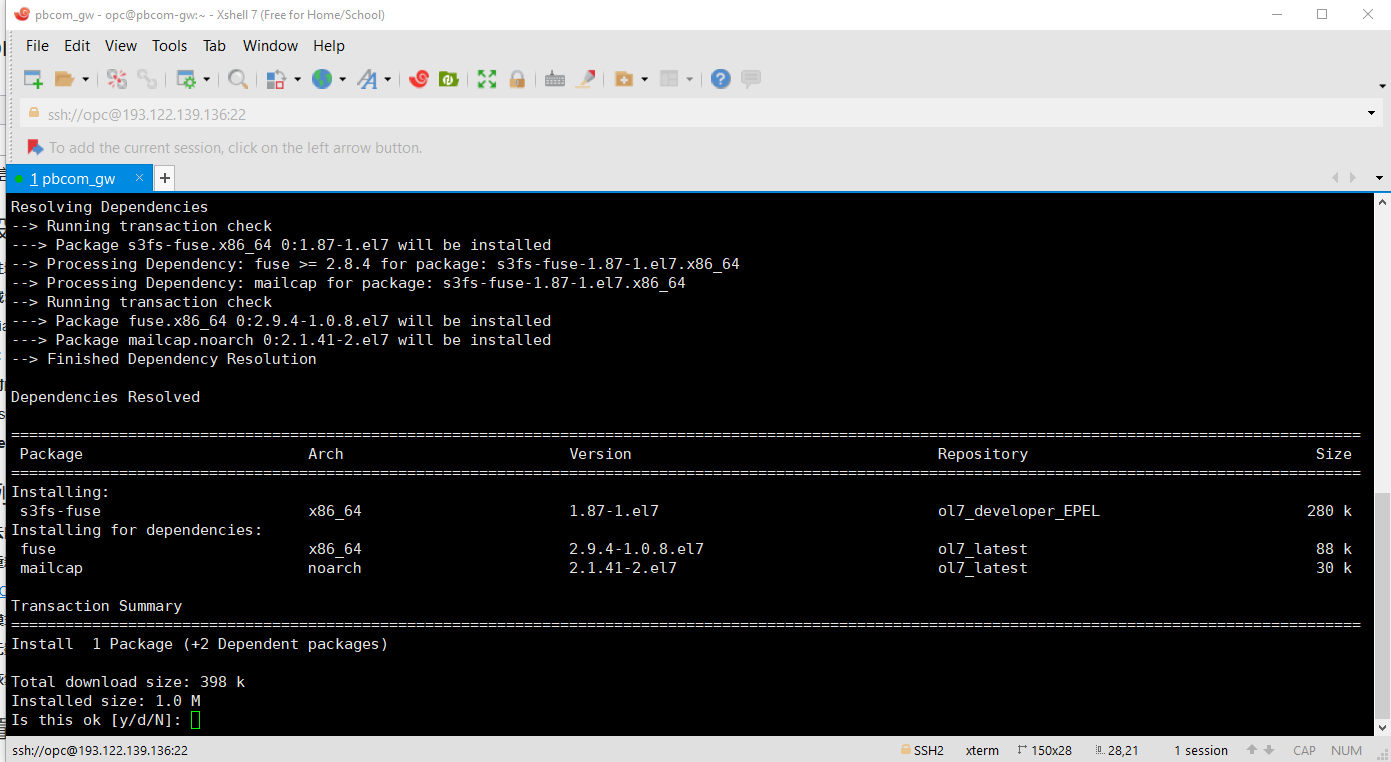 pbcom_gw - opc@pbcom-gw:~ - Xshell 7 (Free for Home/School)
File Edit View Tools Tab Window Help
ssh://opc@193.122.139.136:22
To add the current session, click on the left arrow button.
1 pbcom_gw × +
Resolving Dependencies
--> Running transaction check
---> Package s3fs-fuse.x86_64 0:1.87-1.el7 will be installed
--> Processing Dependency: fuse >= 2.8.4 for package: s3fs-fuse-1.87-1.el7.x86_64
--> Processing Dependency: mailcap for package: s3fs-fuse-1.87-1.el7.x86_64
--> Running transaction check
---> Package fuse.x86_64 0:2.9.4-1.0.8.el7 will be installed
---> Package mailcap.noarch 0:2.1.41-2.el7 will be installed
--> Finished Dependency Resolution
Dependencies Resolved
================================================================================
Package Arch Version Repository Size
================================================================================
Installing:
s3fs-fuse x86_64 1.87-1.el7 ol7_developer_EPEL 280 k
Installing for dependencies:
fuse x86_64 2.9.4-1.0.8.el7 ol7_latest 88 k
mailcap noarch 2.1.41-2.el7 ol7_latest 30 k
Transaction Summary
================================================================================
Install  1 Package (+2 Dependent packages)
Total download size: 398 k
Installed size: 1.0 M
Is this ok [y/d/N]:
ssh://opc@193.122.139.136:22 SSH2 xterm 150x28 28,21 1 session CAP NUM